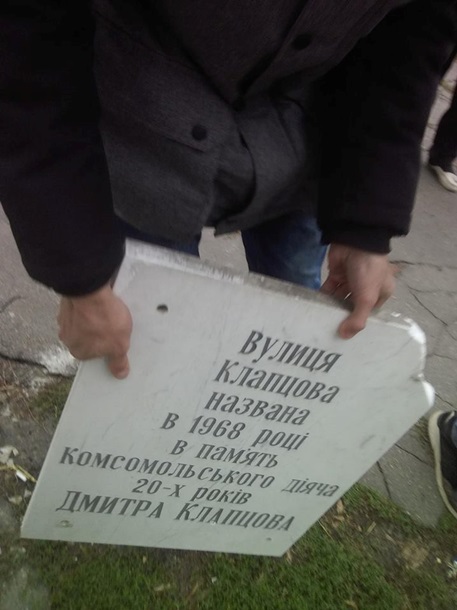 Вулиця
Клапцова
названа
в 1968 році
в пам'ять
Комсомольського діяча
20-х років
Дмитра Клапцова